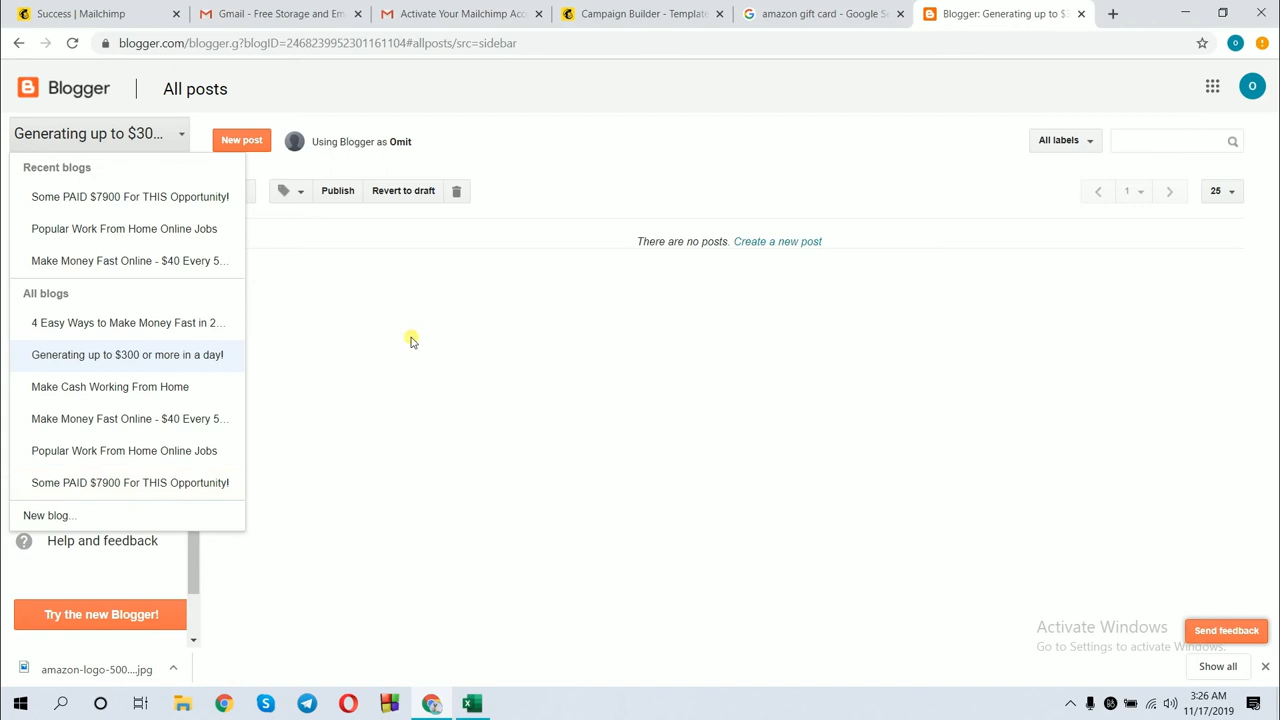 Success | Mailchimp
Gmail - Free Storage and Em
Activate Your Mailchimp Acc
Campaign Builder - Template
amazon gift card - Google Se
Blogger: Generating up to $3
blogger.com/blogger.g?blogID=2468239952301161104#allposts/src=sidebar
Blogger
All posts
O
Generating up to $30...
New post
Using Blogger as Omit
All labels
Recent blogs
Some PAID $7900 For THIS Opportunity!
Publish
Revert to draft
1
25
Popular Work From Home Online Jobs
There are no posts. Create a new post
Make Money Fast Online - $40 Every 5...
All blogs
4 Easy Ways to Make Money Fast in 2...
Generating up to $300 or more in a day!
Make Cash Working From Home
Make Money Fast Online - $40 Every 5...
Popular Work From Home Online Jobs
Some PAID $7900 For THIS Opportunity!
New blog...
Help and feedback
Try the new Blogger!
Activate Windows
Go to Settings to activate Windows.
Send feedback
amazon-logo-500....jpg
Show all
3:26 AM
11/17/2019